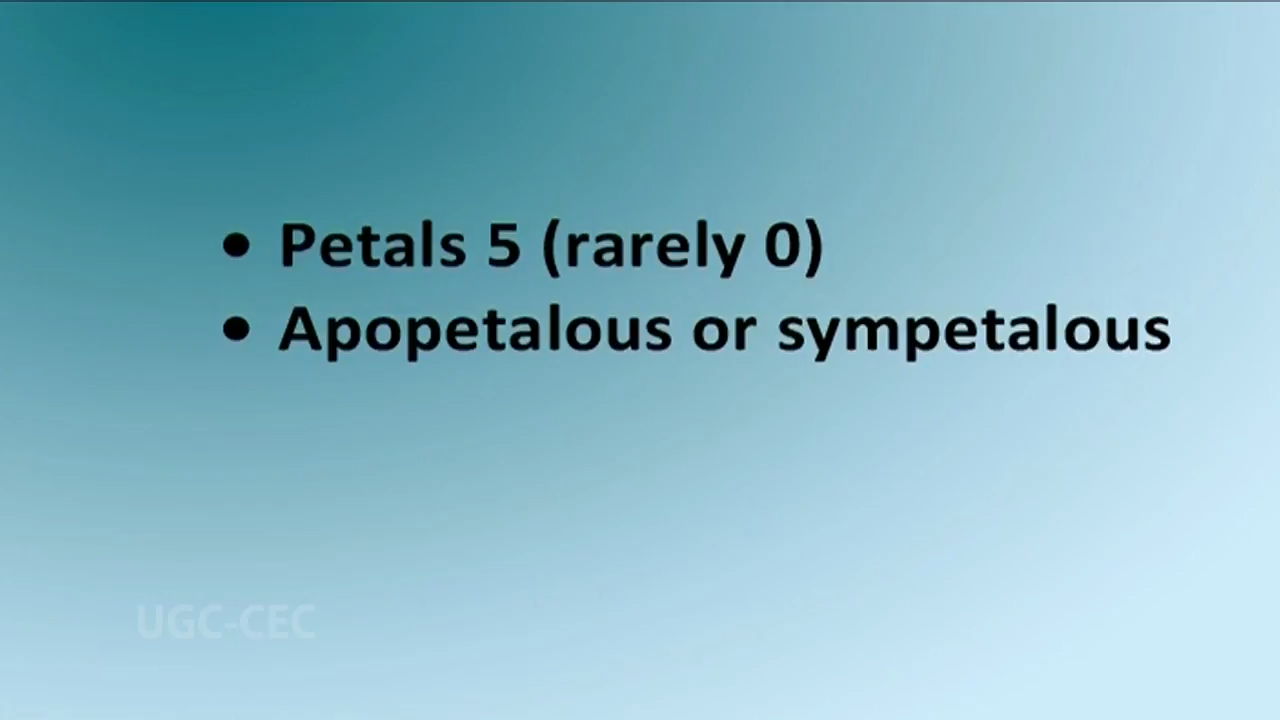 • Petals 5 (rarely 0)
• Apopetalous or sympetalous
UGC-CEC